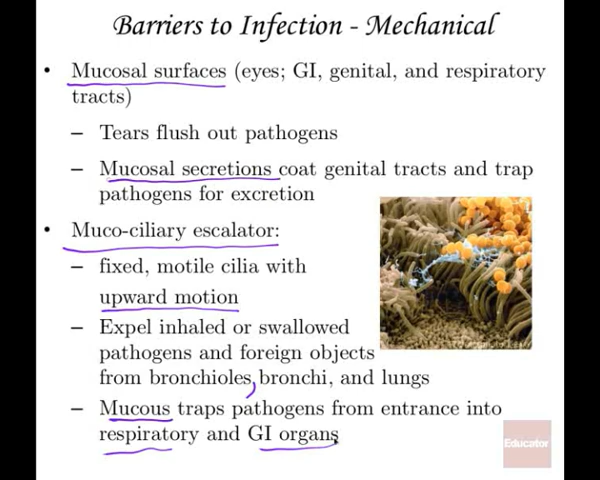 Barriers to Infection - Mechanical
• Mucosal surfaces (eyes; GI, genital, and respiratory
tracts)
– Tears flush out pathogens
– Mucosal secretions coat genital tracts and trap
pathogens for excretion
• Muco-ciliary escalator:
– fixed, motile cilia with
upward motion
– Expel inhaled or swallowed
pathogens and foreign objects
from bronchioles, bronchi, and lungs
– Mucous traps pathogens from entrance into
respiratory and GI organs
Educator